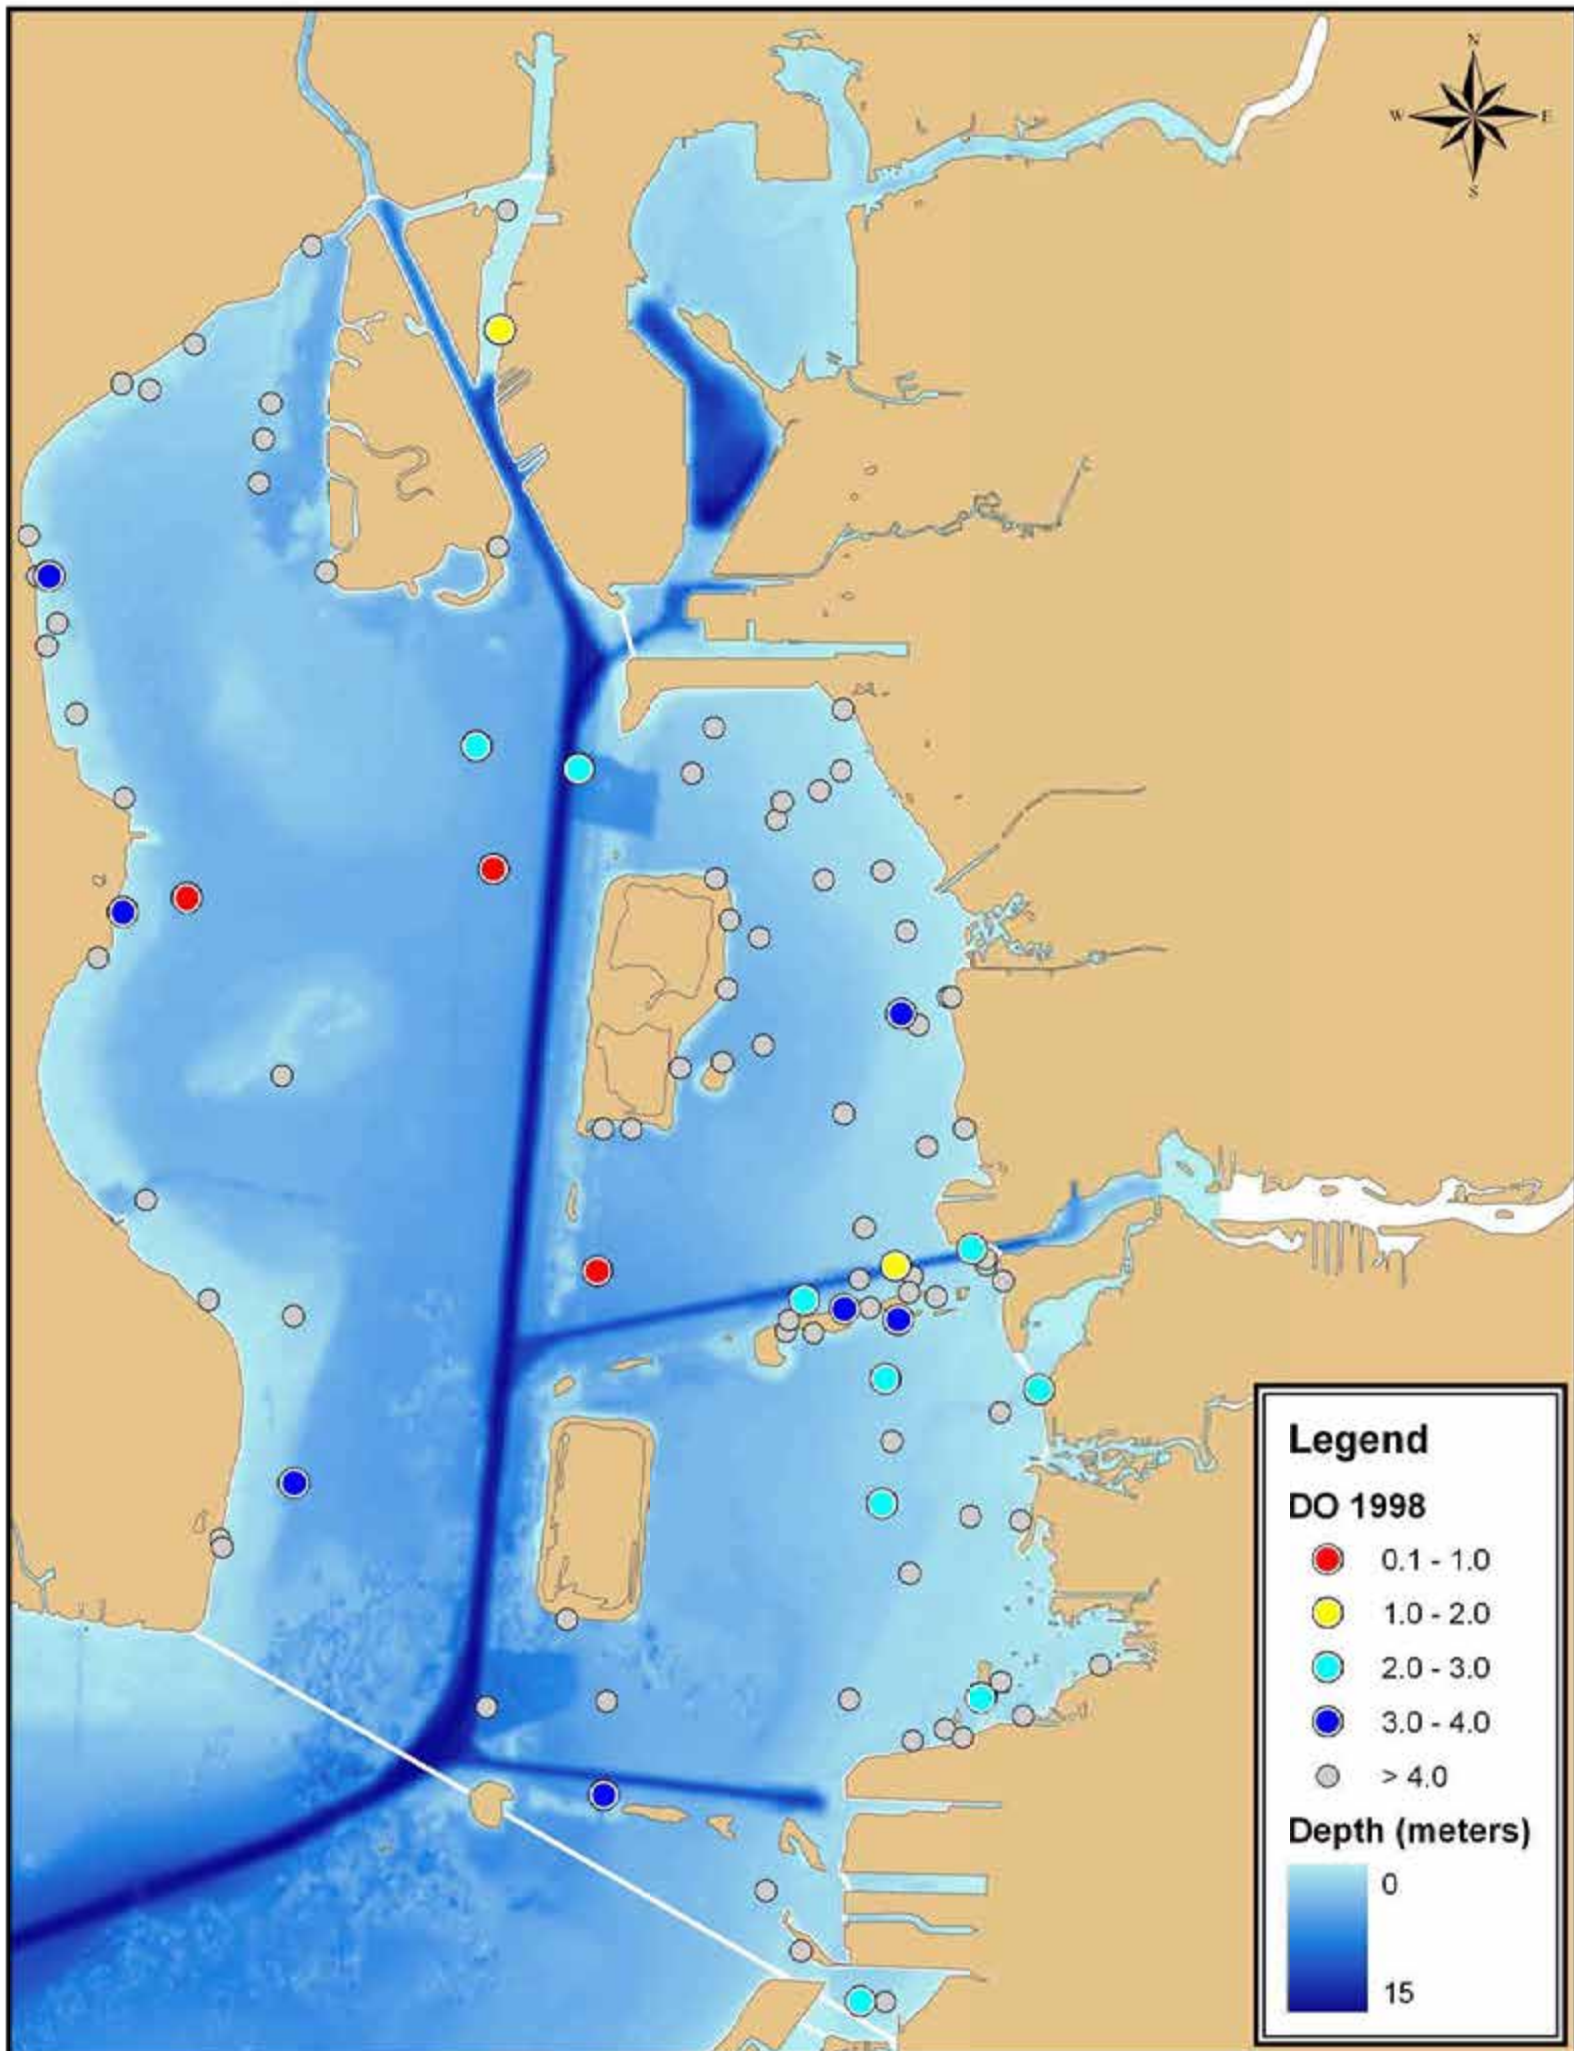 N
W E
S
Legend
DO 1998
0.1 - 1.0
1.0 - 2.0
2.0 - 3.0
3.0 - 4.0
> 4.0
Depth (meters)
0
15